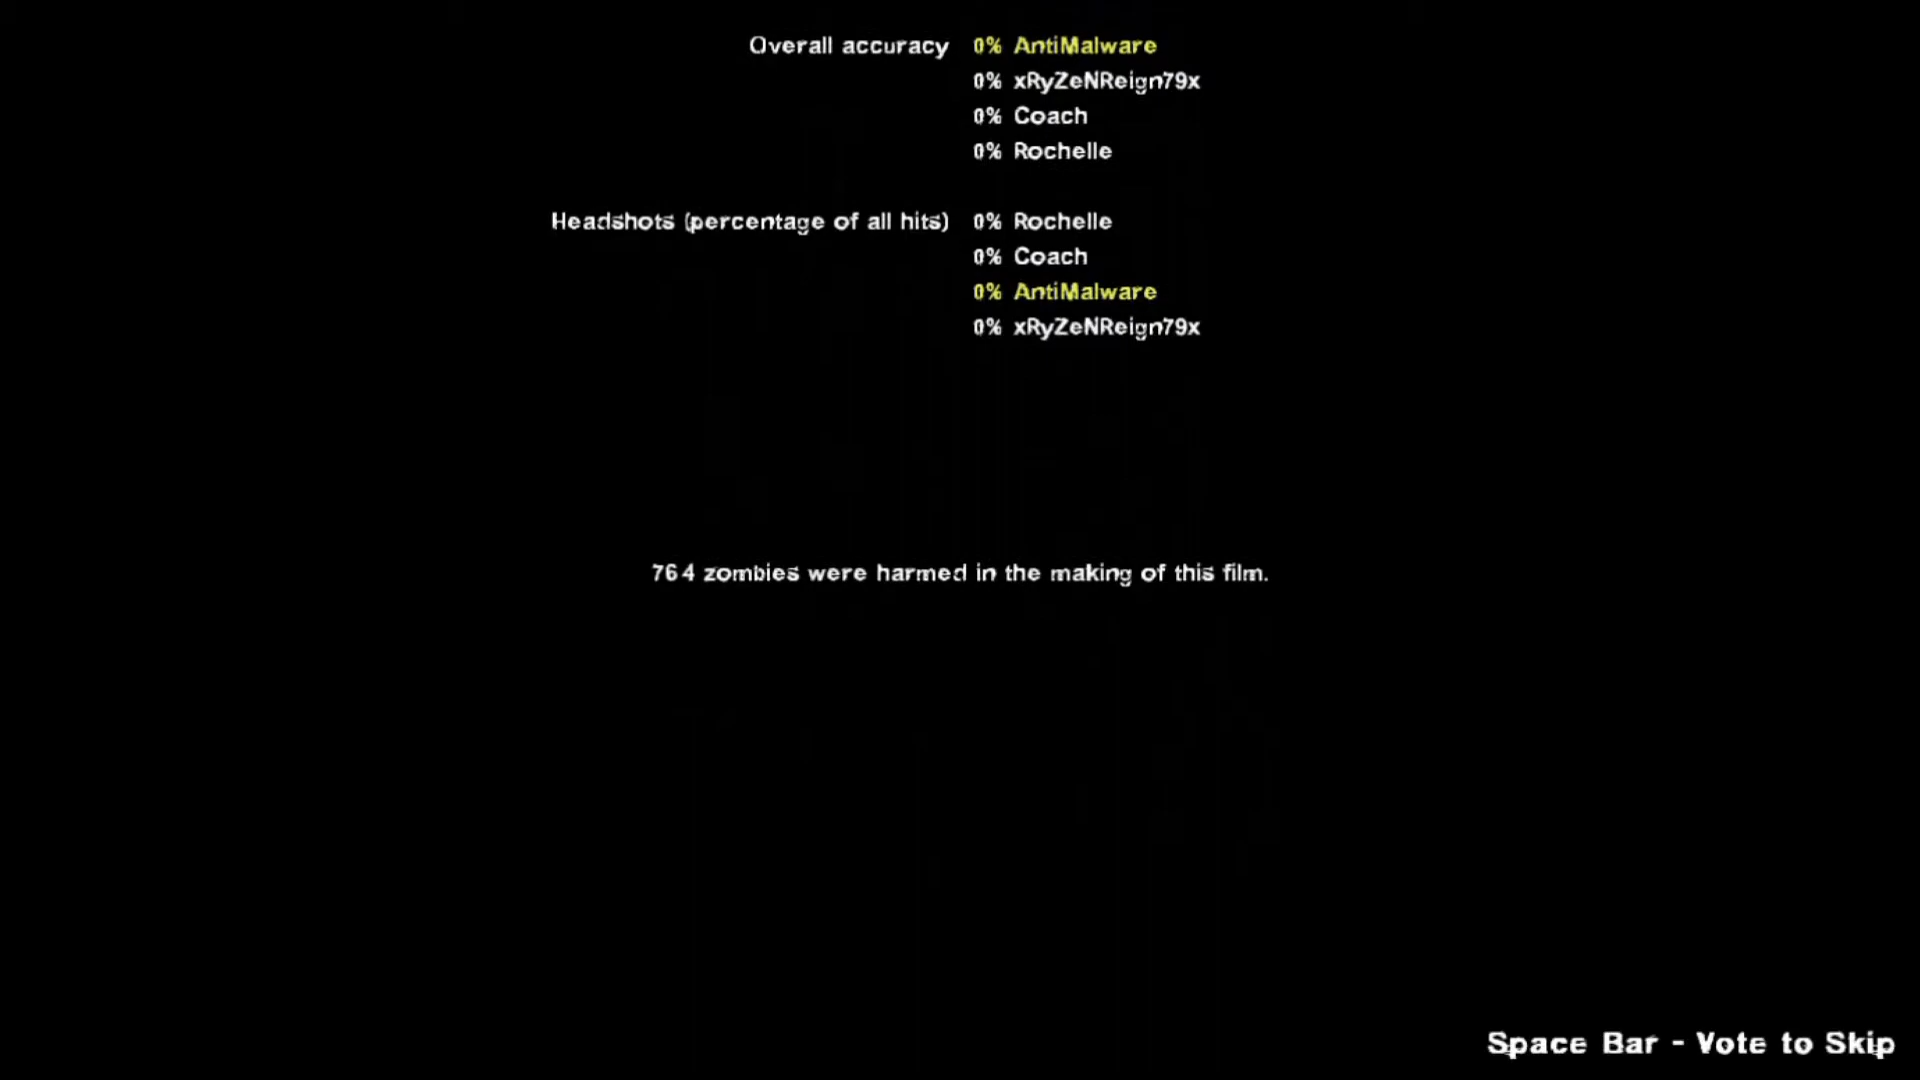 Overall accuracy 0% AntiMalware
0% xRyZeNReign79x
0% Coach
0% Rochelle
Headshots (percentage of all hits) 0% Rochelle
0% Coach
0% AntiMalware
0% xRyZeNReign79x
764 zombies were harmed in the making of this film.
Space Bar - Vote to Skip